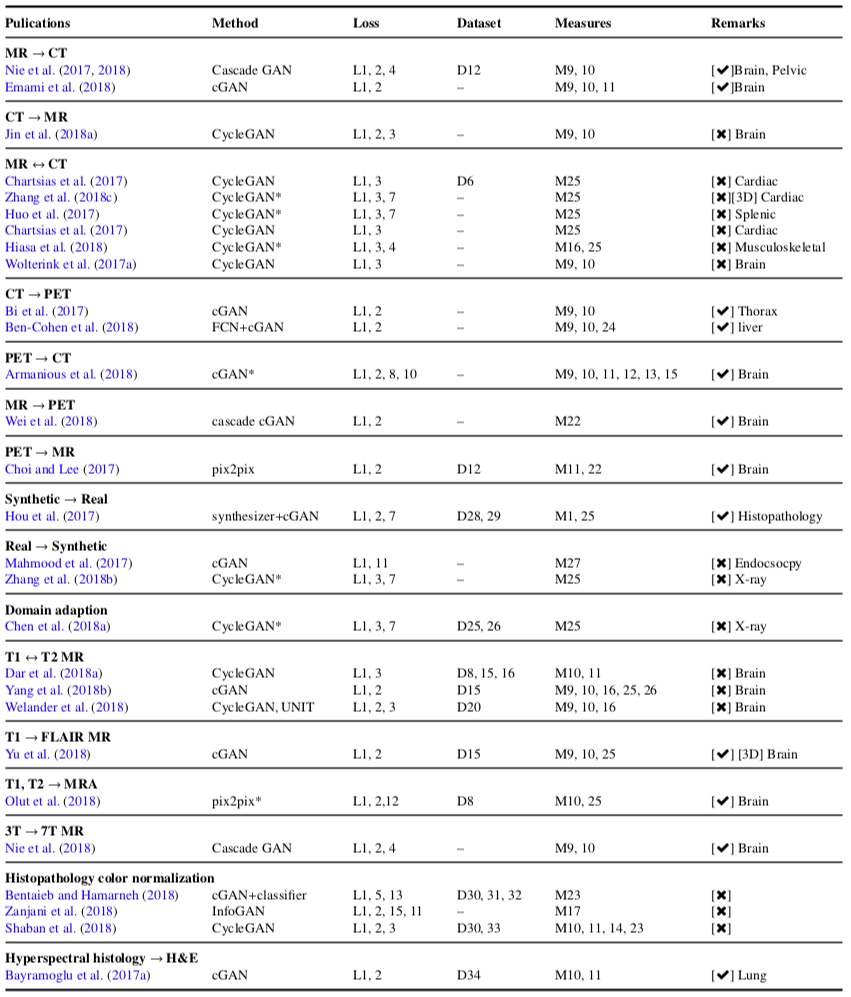 Pulications Method Loss Dataset Measures Remarks
MR → CT
Nie et al. (2017, 2018) Cascade GAN L1, 2, 4 D12 M9, 10 [✔]Brain, Pelvic
Emami et al. (2018) cGAN L1, 2 – M9, 10, 11 [✔]Brain
CT → MR
Jin et al. (2018a) CycleGAN L1, 2, 3 – M9, 10 [✖] Brain
MR ↔ CT
Chartsias et al. (2017) CycleGAN L1, 3 D6 M25 [✖] Cardiac
Zhang et al. (2018c) CycleGAN* L1, 3, 7 – M25 [✖][3D] Cardiac
Huo et al. (2017) CycleGAN* L1, 3, 7 – M25 [✖] Splenic
Chartsias et al. (2017) CycleGAN L1, 3 – M25 [✖] Cardiac
Hiasa et al. (2018) CycleGAN* L1, 3, 4 – M16, 25 [✖] Musculoskeletal
Wolterink et al. (2017a) CycleGAN L1, 3 – M9, 10 [✖] Brain
CT → PET
Bi et al. (2017) cGAN L1, 2 – M9, 10 [✔] Thorax
Ben-Cohen et al. (2018) FCN+cGAN L1, 2 – M9, 10, 24 [✔] liver
PET → CT
Armanious et al. (2018) cGAN* L1, 2, 8, 10 – M9, 10, 11, 12, 13, 15 [✔] Brain
MR → PET
Wei et al. (2018) cascade cGAN L1, 2 – M22 [✔] Brain
PET → MR
Choi and Lee (2017) pix2pix L1, 2 D12 M11, 22 [✔] Brain
Synthetic → Real
Hou et al. (2017) synthesizer+cGAN L1, 2, 7 D28, 29 M1, 25 [✔] Histopathology
Real → Synthetic
Mahmood et al. (2017) cGAN L1, 11 – M27 [✖] Endocsocpy
Zhang et al. (2018b) CycleGAN* L1, 3, 7 – M25 [✖] X-ray
Domain adaption
Chen et al. (2018a) CycleGAN* L1, 3, 7 D25, 26 M25 [✖] X-ray
T1 ↔ T2 MR
Dar et al. (2018a) CycleGAN L1, 3 D8, 15, 16 M10, 11 [✖] Brain
Yang et al. (2018b) cGAN L1, 2 D15 M9, 10, 16, 25, 26 [✖] Brain
Welander et al. (2018) CycleGAN, UNIT L1, 2, 3 D20 M9, 10, 16 [✖] Brain
T1 → FLAIR MR
Yu et al. (2018) cGAN L1, 2 D15 M9, 10, 25 [✔] [3D] Brain
T1, T2 → MRA
Olut et al. (2018) pix2pix* L1, 2,12 D8 M10, 25 [✔] Brain
3T → 7T MR
Nie et al. (2018) Cascade GAN L1, 2, 4 – M9, 10 [✔] Brain
Histopathology color normalization
Bentaieb and Hamarneh (2018) cGAN+classifier L1, 5, 13 D30, 31, 32 M23 [✖]
Zanjani et al. (2018) InfoGAN L1, 2, 15, 11 – M17 [✖]
Shaban et al. (2018) CycleGAN L1, 2, 3 D30, 33 M10, 11, 14, 23 [✖]
Hyperspectral histology → H&E
Bayramoglu et al. (2017a) cGAN L1, 2 D34 M10, 11 [✔] Lung